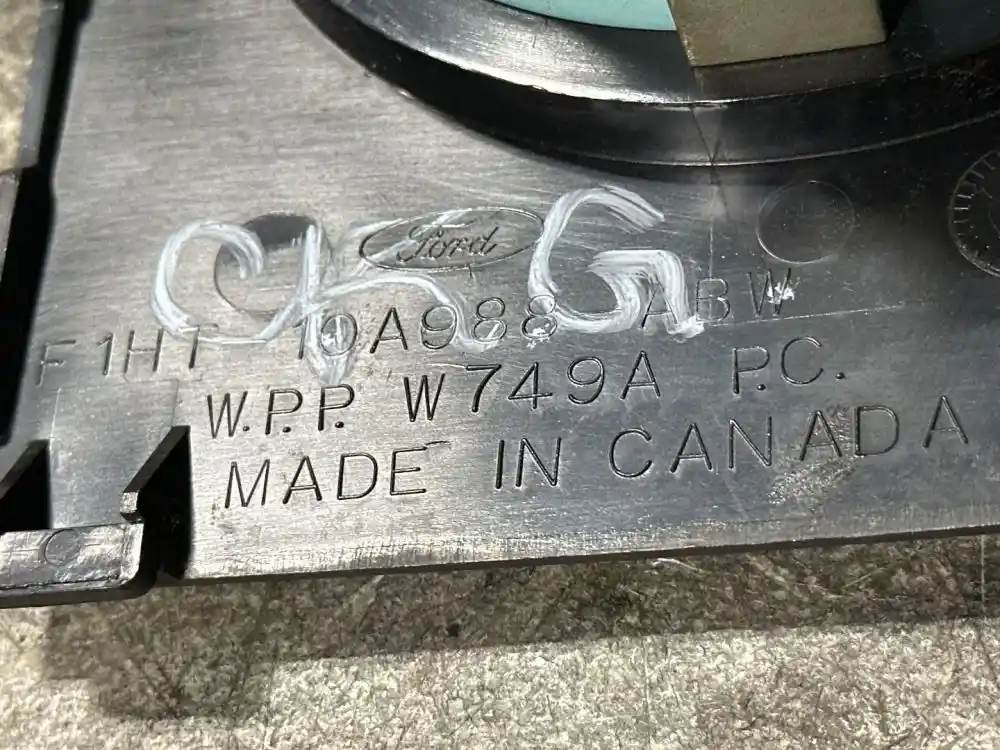 Ford
F1HT 10A988 ABW
W.P.P. W749A P.C.
MADE IN CANADA
C